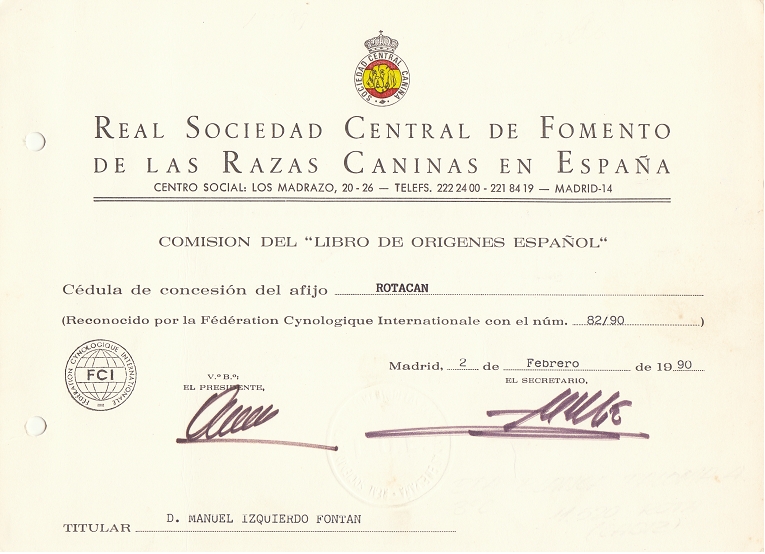 SOCIEDAD CENTRAL CANINA
REAL SOCIEDAD CENTRAL DE FOMENTO
DE LAS RAZAS CANINAS EN ESPAÑA
CENTRO SOCIAL: LOS MADRAZO, 20 - 26 — TELEFS. 222 24 00 - 221 84 19 — MADRID-14
COMISION DEL "LIBRO DE ORIGENES ESPAÑOL"
Cédula de concesión del afijo ROTACAN
(Reconocido por la Fédération Cynologique Internationale con el núm. 82/90)
FEDERATION CYNOLOGIQUE INTERNATIONALE
FCI
Madrid, 2 de Febrero de 19 90
V.º B.º:
EL PRESIDENTE,
EL SECRETARIO,
TITULAR D. MANUEL IZQUIERDO FONTAN